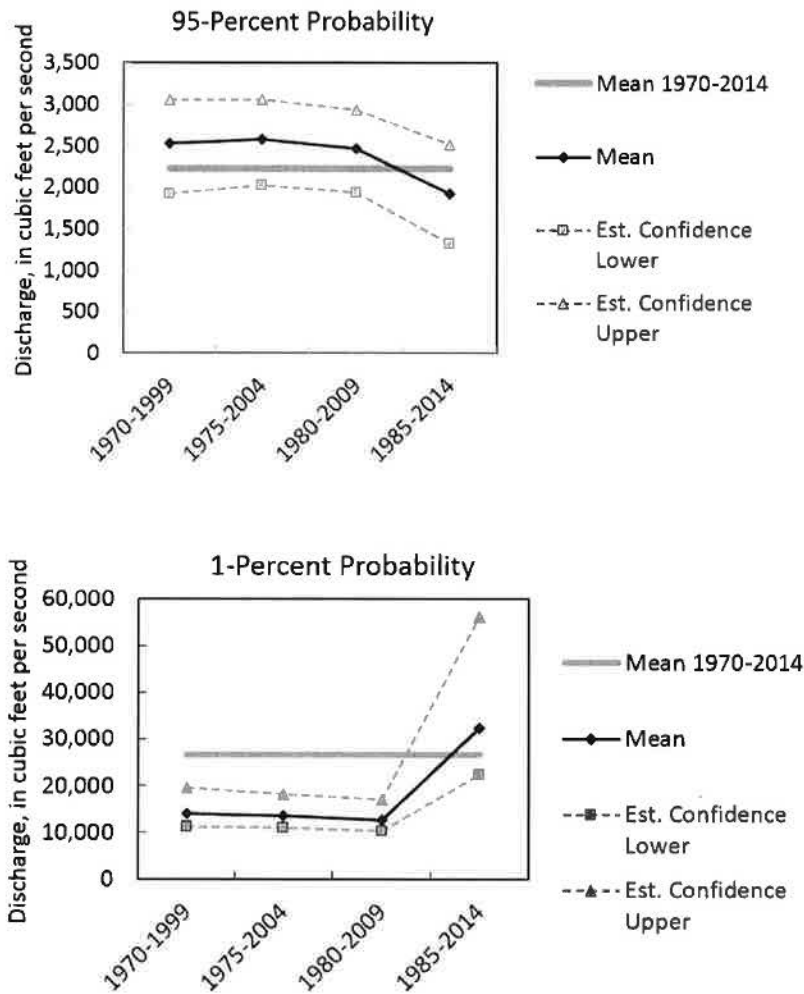 95-Percent Probability
Discharge, in cubic feet per second
3,500
3,000
2,500
2,000
1,500
1,000
500
0
1970-1999
1975-2004
1980-2009
1985-2014
Mean 1970-2014
Mean
Est. Confidence
Lower
Est. Confidence
Upper
1-Percent Probability
Discharge, in cubic feet per second
60,000
50,000
40,000
30,000
20,000
10,000
0
1970-1999
1975-2004
1980-2009
1985-2014
Mean 1970-2014
Mean
Est. Confidence
Lower
Est. Confidence
Upper